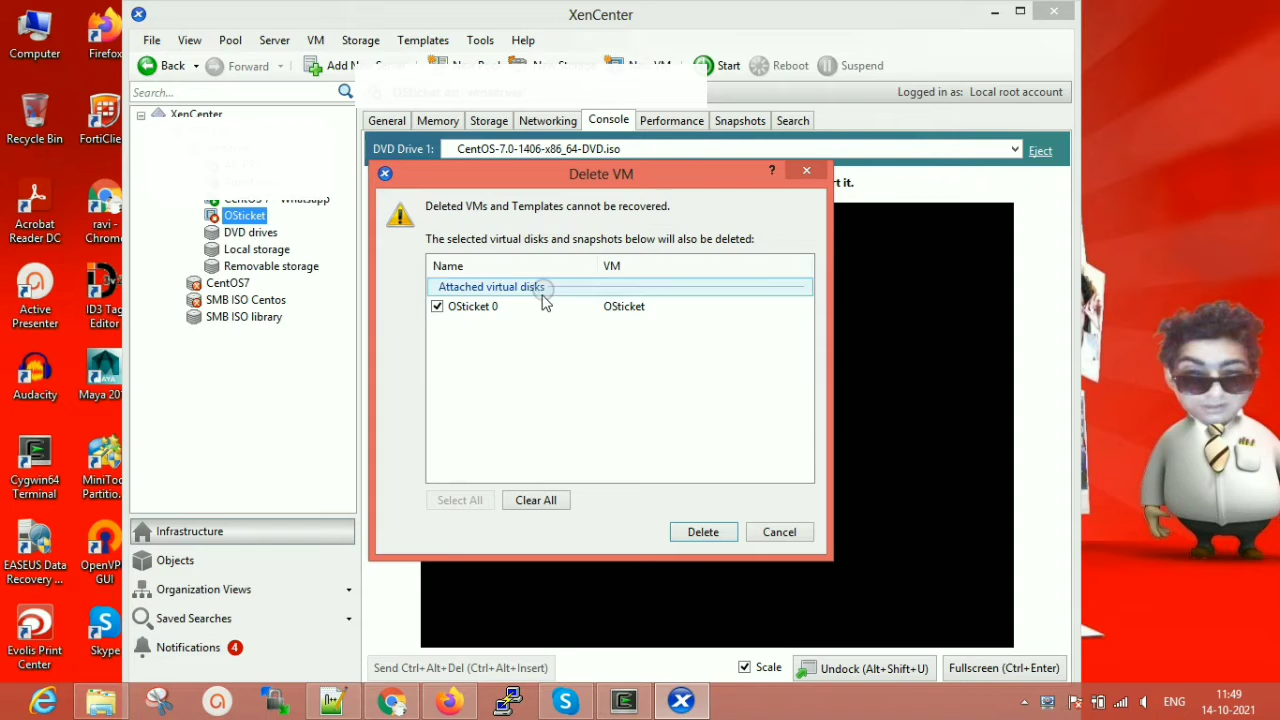 XenCenter
Computer
Firefox
Recycle Bin
FortiClie
Acrobat
Reader DC
ravi -
Chrome
Active
Presenter
ID3 Tag
Editor
Audacity
Maya 20
Cygwin64
Terminal
MiniToo
Partitio...
EASEUS Data
Recovery ...
OpenVP
GUI
Evolis Print
Center
Skype
File View Pool Server VM Storage Templates Tools Help
Back Forward Start Reboot Suspend
Search...
Logged in as: Local root account
XenCenter
OSticket
DVD drives
Local storage
Removable storage
CentOS7
SMB ISO Centos
SMB ISO library
Infrastructure
Objects
Organization Views
Saved Searches
Notifications 4
General Memory Storage Networking Console Performance Snapshots Search
DVD Drive 1: CentOS-7.0-1406-x86_64-DVD.iso Eject
rt it.
Delete VM
?
Deleted VMs and Templates cannot be recovered.
The selected virtual disks and snapshots below will also be deleted:
Name VM
Attached virtual disks
OSticket 0 OSticket
Select All Clear All
Delete Cancel
Send Ctrl+Alt+Del (Ctrl+Alt+Insert)
Scale
Undock (Alt+Shift+U)
Fullscreen (Ctrl+Enter)
ENG
11:49
14-10-2021